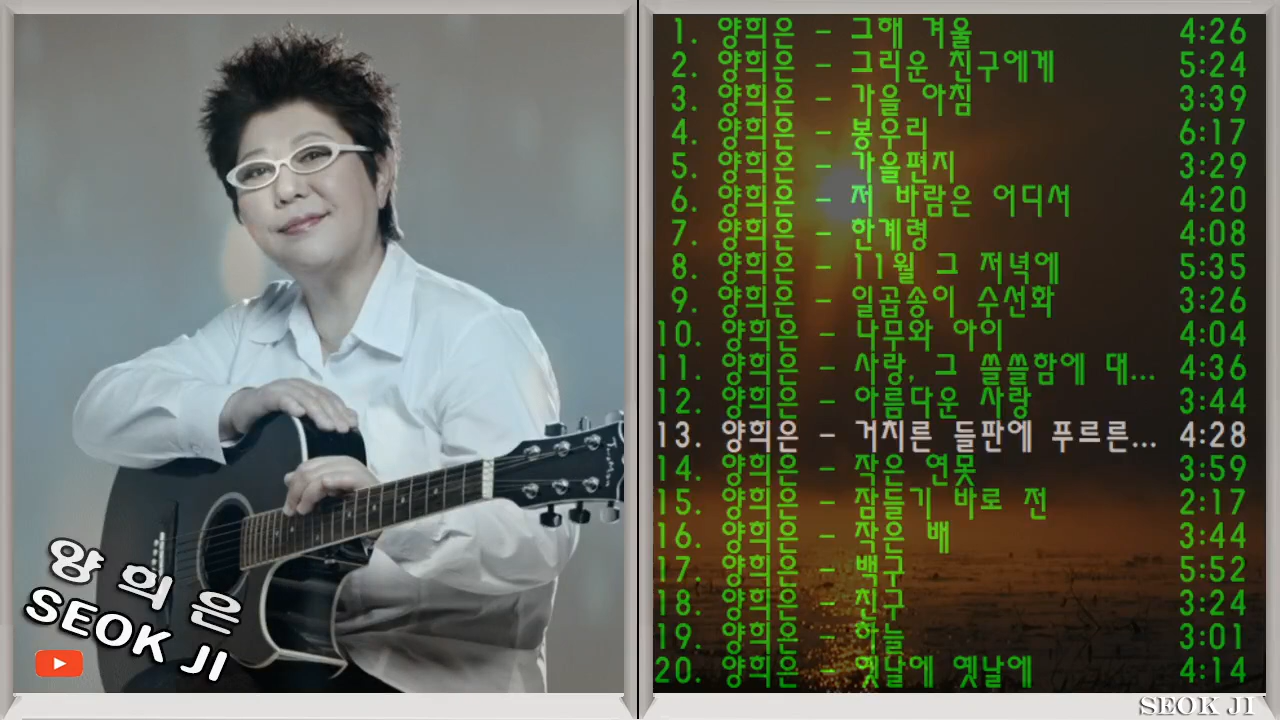 양 희 은
SEOK JI
1. 양희은 - 그해 겨울 4:26
2. 양희은 - 그리운 친구에게 5:24
3. 양희은 - 가을 아침 3:39
4. 양희은 - 봉우리 6:17
5. 양희은 - 가을편지 3:29
6. 양희은 - 저 바람은 어디서 4:20
7. 양희은 - 한계령 4:08
8. 양희은 - 11월 그 저녁에 5:35
9. 양희은 - 일곱송이 수선화 3:26
10. 양희은 - 나무와 아이 4:04
11. 양희은 - 사랑, 그 쓸쓸함에 대... 4:36
12. 양희은 - 아름다운 사랑 3:44
13. 양희은 - 거치른 들판에 푸르른... 4:28
14. 양희은 - 작은 연못 3:59
15. 양희은 - 잠들기 바로 전 2:17
16. 양희은 - 작은 배 3:44
17. 양희은 - 백구 5:52
18. 양희은 - 친구 3:24
19. 양희은 - 하늘 3:01
20. 양희은 - 옛날에 옛날에 4:14
SEOK JI